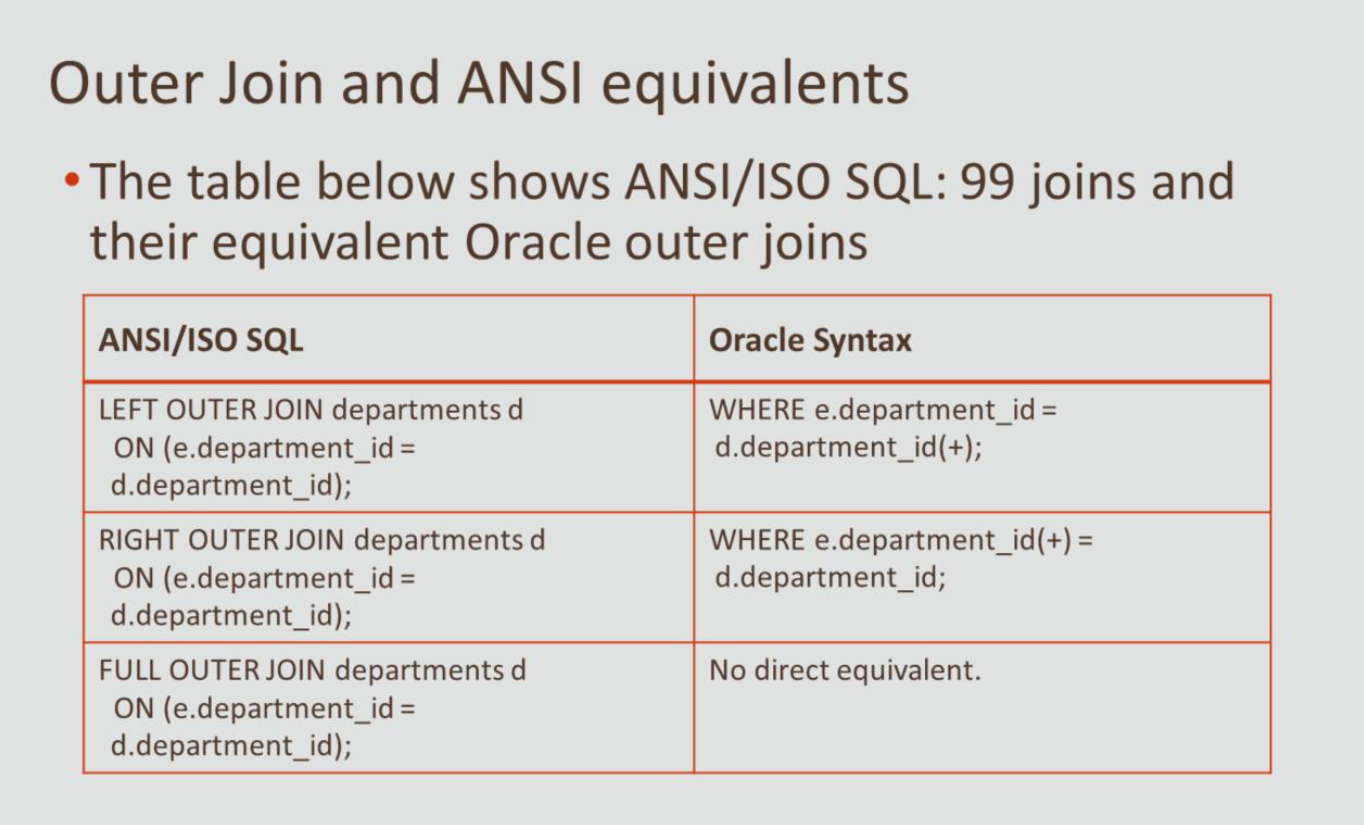 Outer Join and ANSI equivalents
• The table below shows ANSI/ISO SQL: 99 joins and
their equivalent Oracle outer joins
ANSI/ISO SQL
Oracle Syntax
LEFT OUTER JOIN departments d
ON (e.department_id =
d.department_id);
WHERE e.department_id =
d.department_id(+);
RIGHT OUTER JOIN departments d
ON (e.department_id =
d.department_id);
WHERE e.department_id(+) =
d.department_id;
FULL OUTER JOIN departments d
ON (e.department_id =
d.department_id);
No direct equivalent.